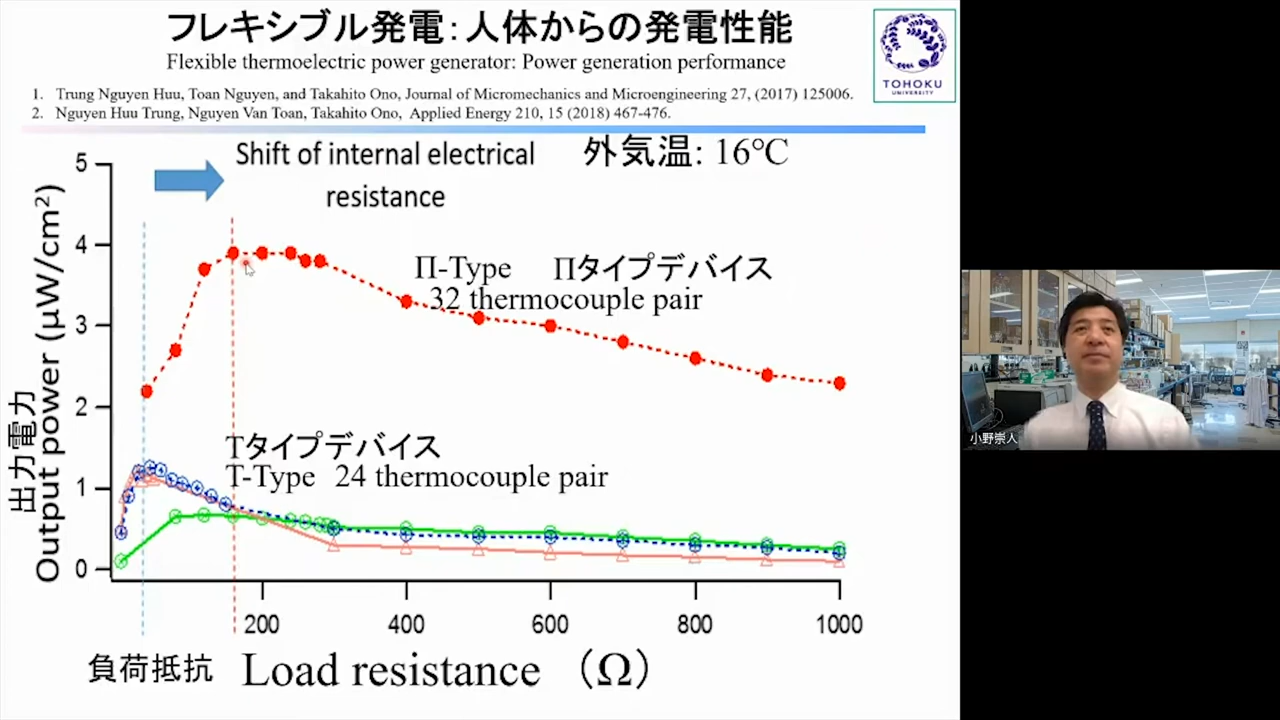 フレキシブル発電：人体からの発電性能
Flexible thermoelectric power generator: Power generation performance
TOHOKU
UNIVERSITY
1. Trung Nguyen Huu, Toan Nguyen, and Takahito Ono, Journal of Micromechanics and Microengineering 27, (2017) 125006.
2. Nguyen Huu Trung, Nguyen Van Toan, Takahito Ono, Applied Energy 210, 15 (2018) 467-476.
Shift of internal electrical
resistance
外気温: 16℃
5
4
3
2
1
0
出力電力
Output power (µW/cm²)
Π-Type Πタイプデバイス
32 thermocouple pair
Tタイプデバイス
T-Type 24 thermocouple pair
200 400 600 800 1000
負荷抵抗 Load resistance （Ω）
小野崇人